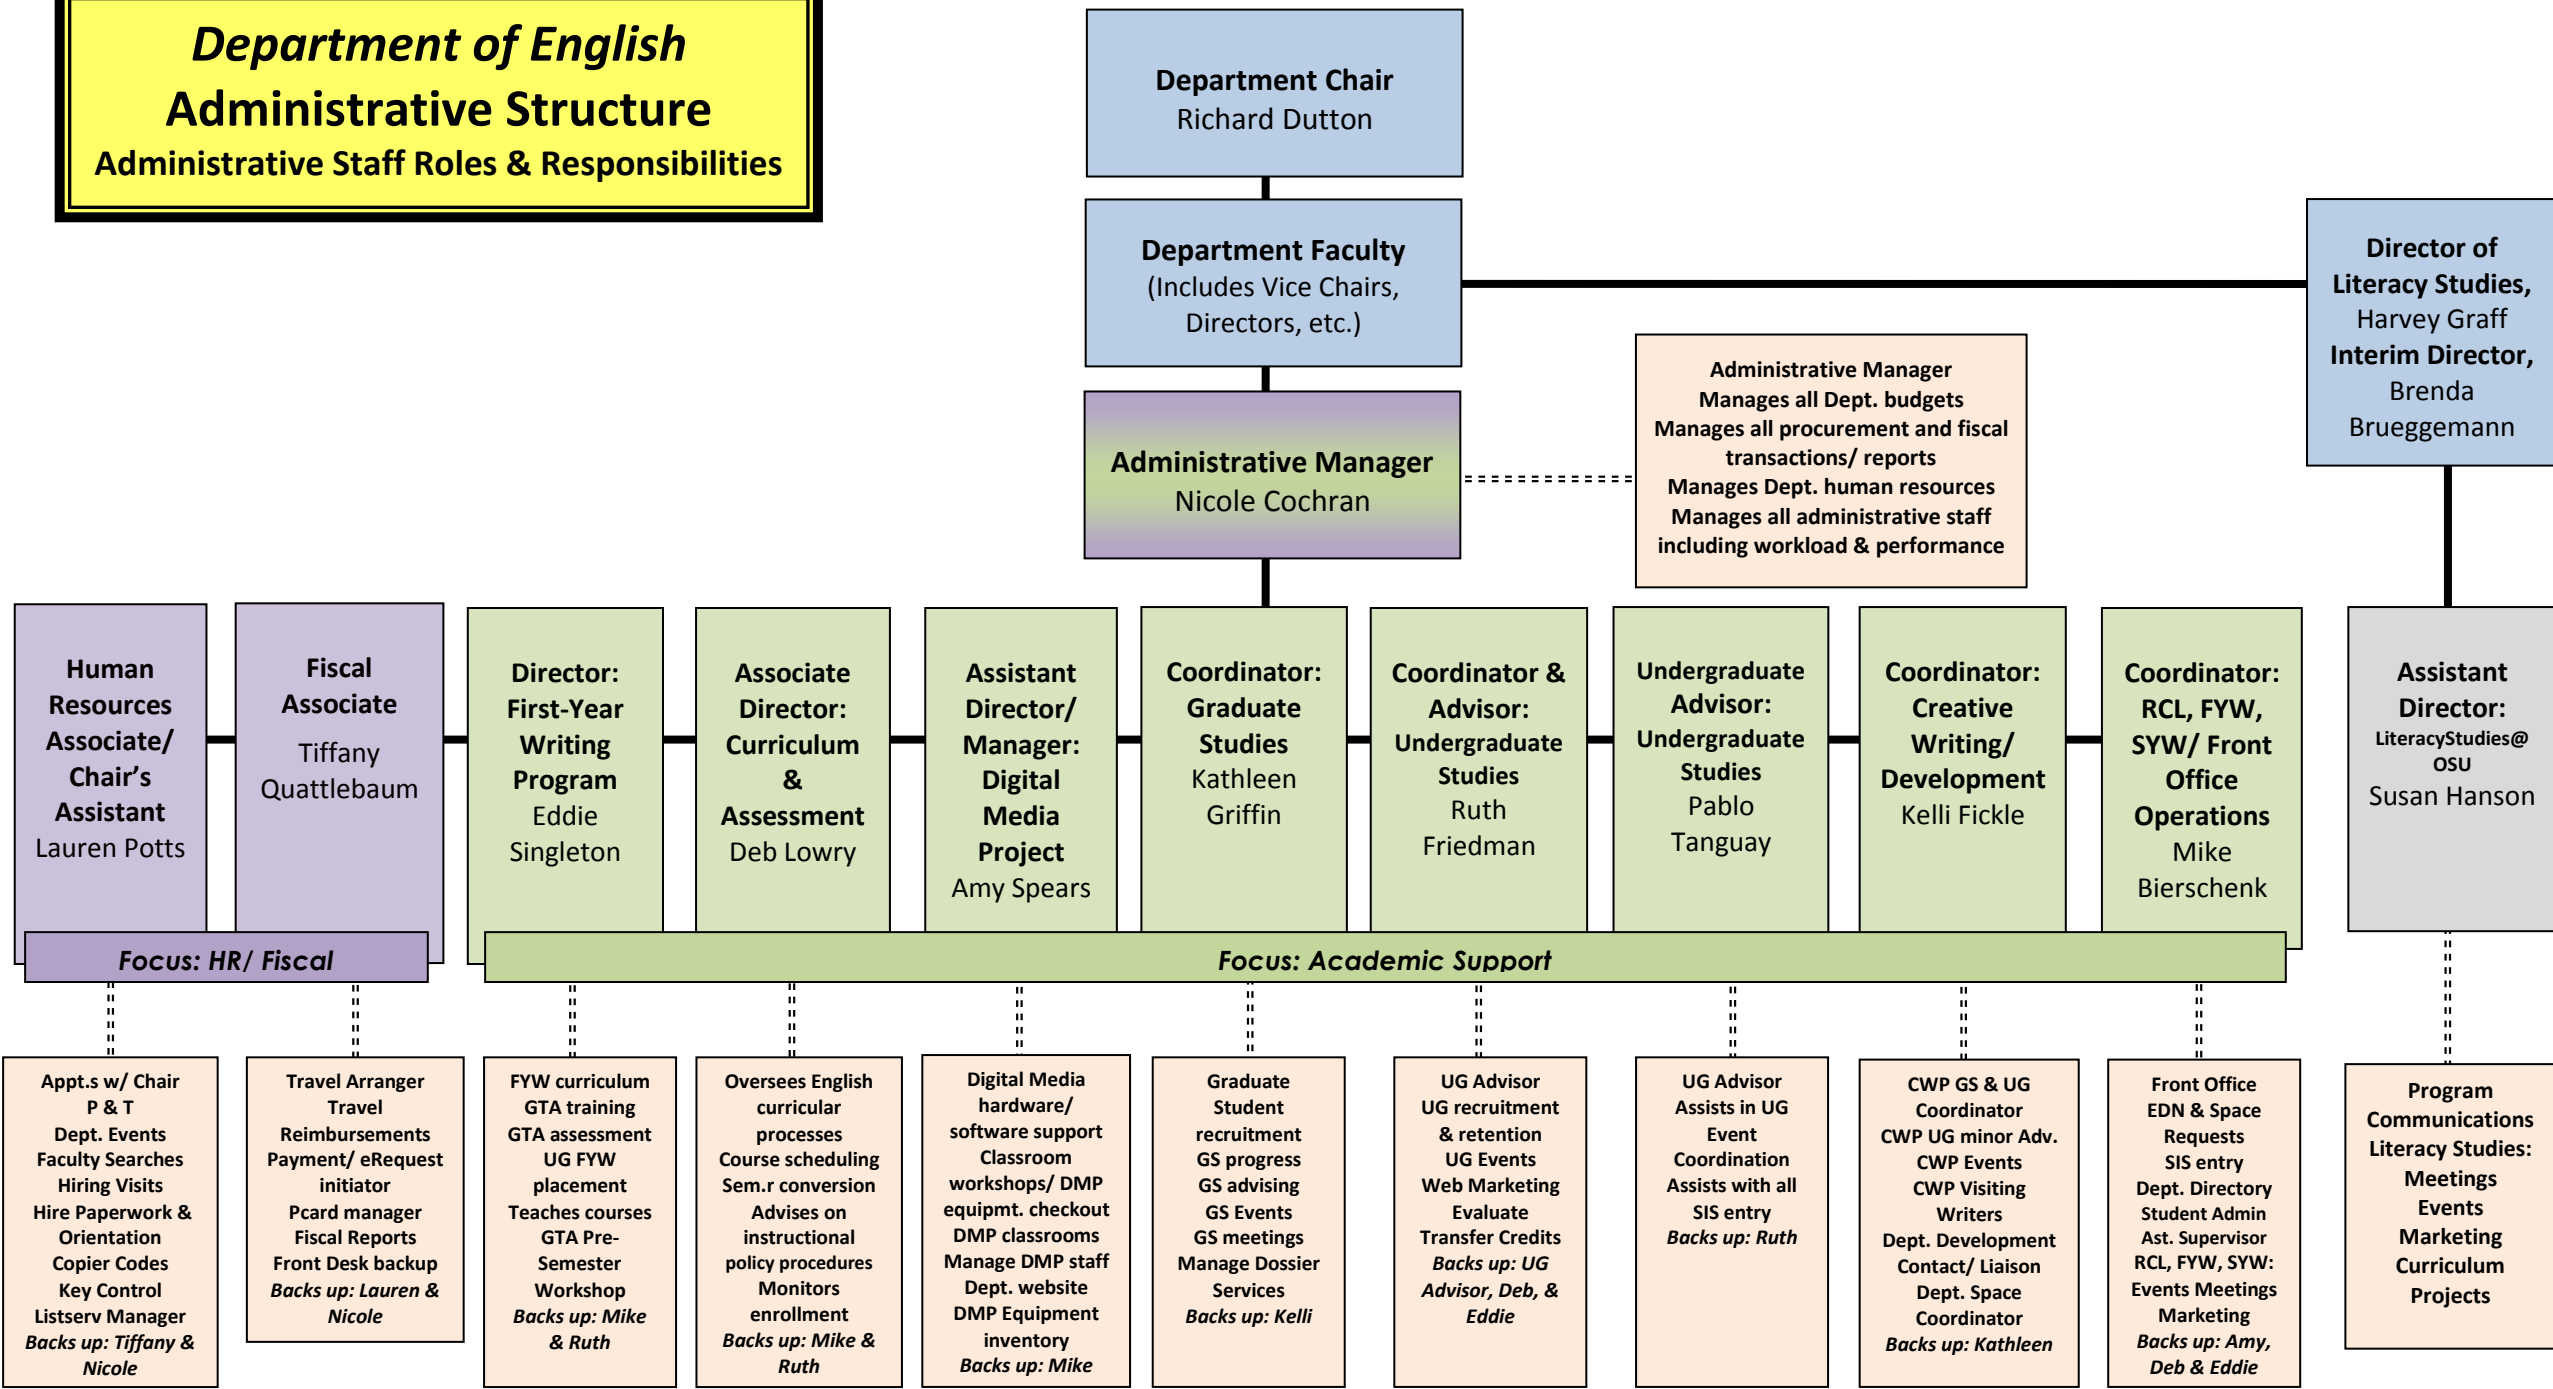 Department of English
Administrative Structure
Administrative Staff Roles & Responsibilities
Department Chair
Richard Dutton
Department Faculty
(Includes Vice Chairs,
Directors, etc.)
Director of
Literacy Studies,
Harvey Graff
Interim Director,
Brenda
Brueggemann
Administrative Manager
Nicole Cochran
Administrative Manager
Manages all Dept. budgets
Manages all procurement and fiscal
transactions/ reports
Manages Dept. human resources
Manages all administrative staff
including workload & performance
Human
Resources
Associate/
Chair’s
Assistant
Lauren Potts
Fiscal
Associate
Tiffany
Quattlebaum
Director:
First-Year
Writing
Program
Eddie
Singleton
Associate
Director:
Curriculum
&
Assessment
Deb Lowry
Assistant
Director/
Manager:
Digital
Media
Project
Amy Spears
Coordinator:
Graduate
Studies
Kathleen
Griffin
Coordinator &
Advisor:
Undergraduate
Studies
Ruth
Friedman
Undergraduate
Advisor:
Undergraduate
Studies
Pablo
Tanguay
Coordinator:
Creative
Writing/
Development
Kelli Fickle
Coordinator:
RCL, FYW,
SYW/ Front
Office
Operations
Mike
Bierschenk
Assistant
Director:
LiteracyStudies@
OSU
Susan Hanson
Focus: HR/ Fiscal
Focus: Academic Support
Appt.s w/ Chair
P & T
Dept. Events
Faculty Searches
Hiring Visits
Hire Paperwork &
Orientation
Copier Codes
Key Control
Listserv Manager
Backs up: Tiffany &
Nicole
Travel Arranger
Travel
Reimbursements
Payment/ eRequest
initiator
Pcard manager
Fiscal Reports
Front Desk backup
Backs up: Lauren &
Nicole
FYW curriculum
GTA training
GTA assessment
UG FYW
placement
Teaches courses
GTA Pre-
Semester
Workshop
Backs up: Mike
& Ruth
Oversees English
curricular
processes
Course scheduling
Sem.r conversion
Advises on
instructional
policy procedures
Monitors
enrollment
Backs up: Mike &
Ruth
Digital Media
hardware/
software support
Classroom
workshops/ DMP
equipmt. checkout
DMP classrooms
Manage DMP staff
Dept. website
DMP Equipment
inventory
Backs up: Mike
Graduate
Student
recruitment
GS progress
GS advising
GS Events
GS meetings
Manage Dossier
Services
Backs up: Kelli
UG Advisor
UG recruitment
& retention
UG Events
Web Marketing
Evaluate
Transfer Credits
Backs up: UG
Advisor, Deb, &
Eddie
UG Advisor
Assists in UG
Event
Coordination
Assists with all
SIS entry
Backs up: Ruth
CWP GS & UG
Coordinator
CWP UG minor Adv.
CWP Events
CWP Visiting
Writers
Dept. Development
Contact/ Liaison
Dept. Space
Coordinator
Backs up: Kathleen
Front Office
EDN & Space
Requests
SIS entry
Dept. Directory
Student Admin
Ast. Supervisor
RCL, FYW, SYW:
Events Meetings
Marketing
Backs up: Amy,
Deb & Eddie
Program
Communications
Literacy Studies:
Meetings
Events
Marketing
Curriculum
Projects